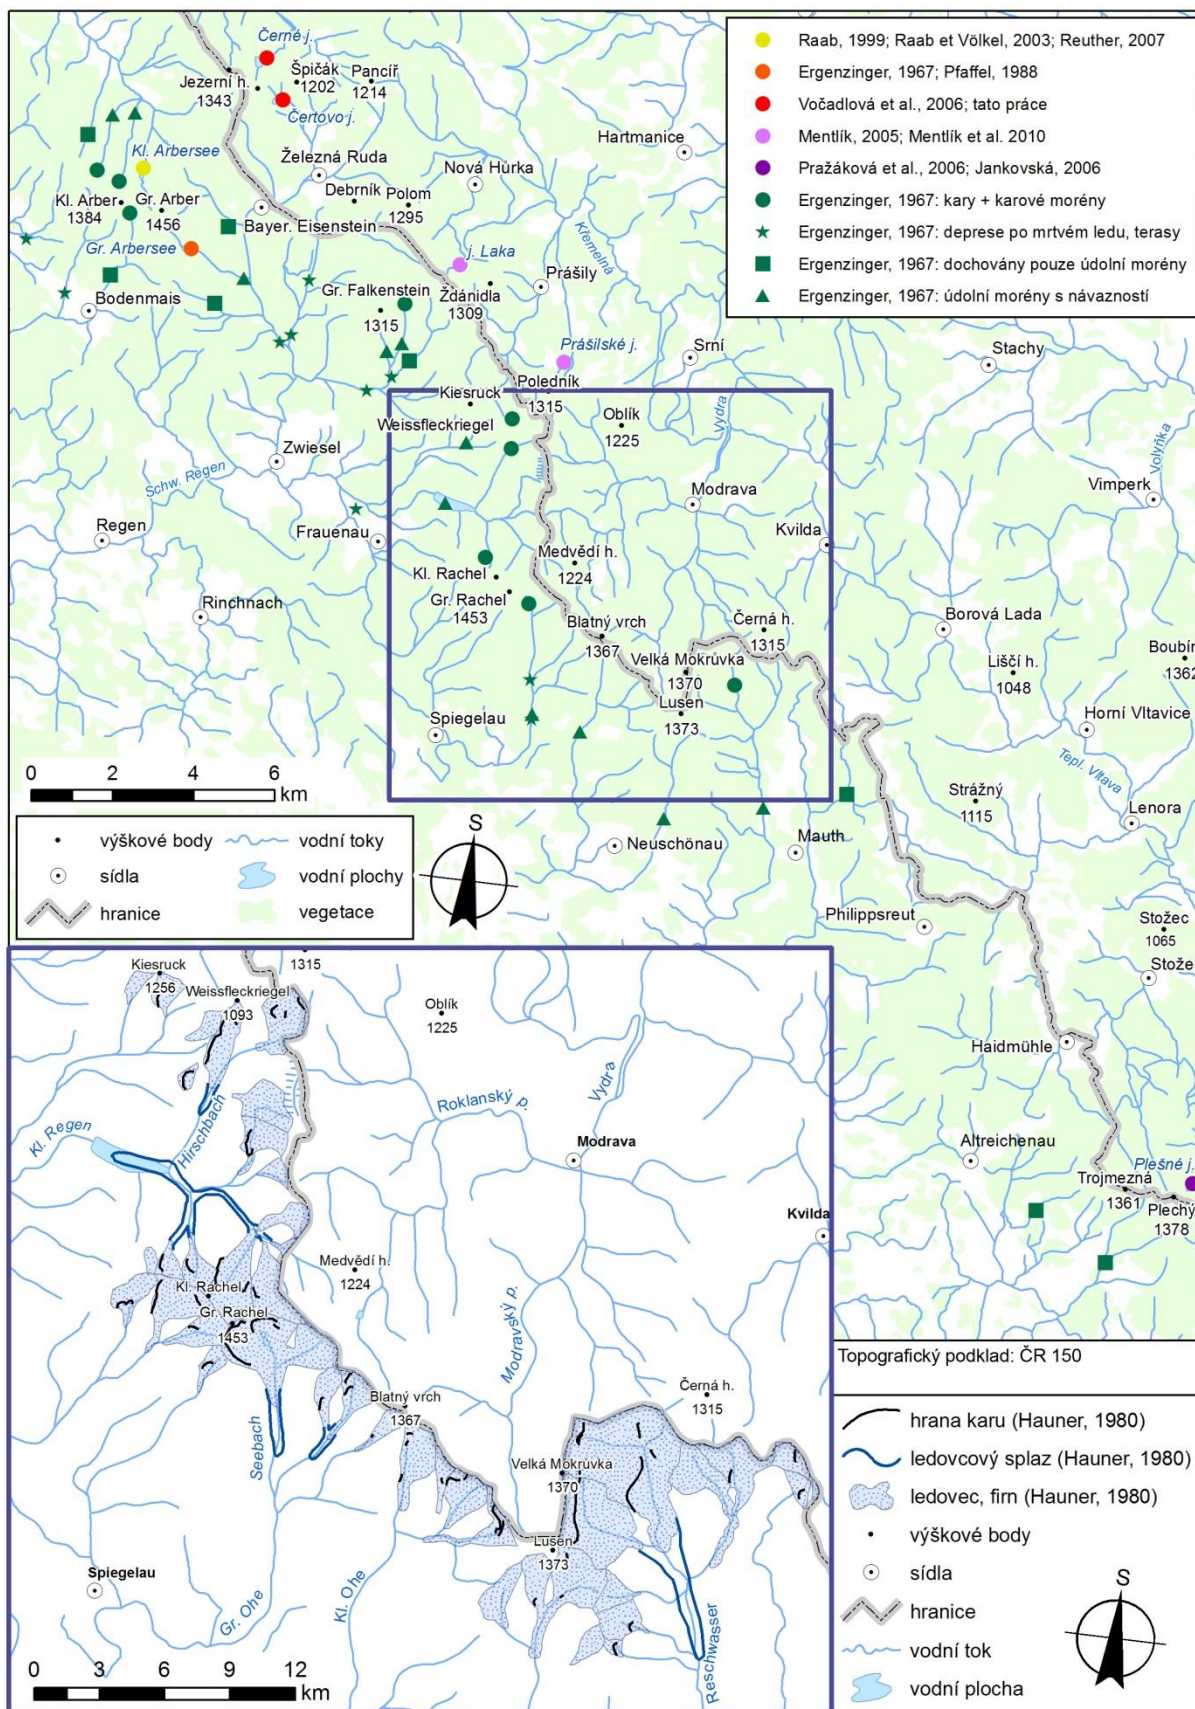 Černé j.
Špičák
1202
Pancíř
1214
Jezerní h.
1343
Čertovo j.
Hartmanice
Kl. Arbersee
Železná Ruda
Nová Hůrka
Debrník
Polom
1295
Kl. Arber
1384
Gr. Arber
1456
Bayer. Eisenstein
Křemelná
Gr. Arbersee
j. Laka
Prášily
Bodenmais
Gr. Falkenstein
1315
Ždánidla
1309
Srní
Stachy
Prášilské j.
Poledník
1315
Kiesruck
Oblík
1225
Vydra
Weissfleckriegel
Zwiesel
Schw. Regen
Modrava
Vimperk
Volyňka
Regen
Frauenau
Kvilda
Medvědí h.
1224
Kl. Rachel
Gr. Rachel
1453
Rinchnach
Blatný vrch
1367
Černá h.
1315
Borová Lada
Boubín
1362
Liščí h.
1048
Velká Mokrůvka
1370
Lusen
1373
Spiegelau
Horní Vltavice
Tepl. Vltava
Strážný
1115
Lenora
Neuschönau
Mauth
Philippsreut
Stožec
1065
Stože
Haidmühle
Altreichenau
Plešné j.
Trojmezná
1361
Plechý
1378
Raab, 1999; Raab et Völkel, 2003; Reuther, 2007
Ergenzinger, 1967; Pfaffel, 1988
Vočadlová et al., 2006; tato práce
Mentlík, 2005; Mentlík et al. 2010
Pražáková et al., 2006; Jankovská, 2006
Ergenzinger, 1967: kary + karové morény
Ergenzinger, 1967: deprese po mrtvém ledu, terasy
Ergenzinger, 1967: dochovány pouze údolní morény
Ergenzinger, 1967: údolní morény s návazností
0 2 4 6
km
výškové body
vodní toky
sídla
vodní plochy
hranice
vegetace
S
Kiesruck
1256
1315
Weissfleckriegel
1093
Oblík
1225
Vydra
Roklanský p.
Hirschbach
Kl. Regen
Modrava
Kvilda
Medvědí h.
1224
Kl. Rachel
Gr. Rachel
1453
Modravský p.
Blatný vrch
1367
Černá h.
1315
Seebach
Velká Mokrůvka
1370
Lusen
1373
Spiegelau
Gr. Ohe
Kl. Ohe
Reschwasser
0 3 6 9 12
km
Topografický podklad: ČR 150
hrana karu (Hauner, 1980)
ledovcový splaz (Hauner, 1980)
ledovec, firn (Hauner, 1980)
výškové body
sídla
hranice
vodní tok
vodní plocha
S